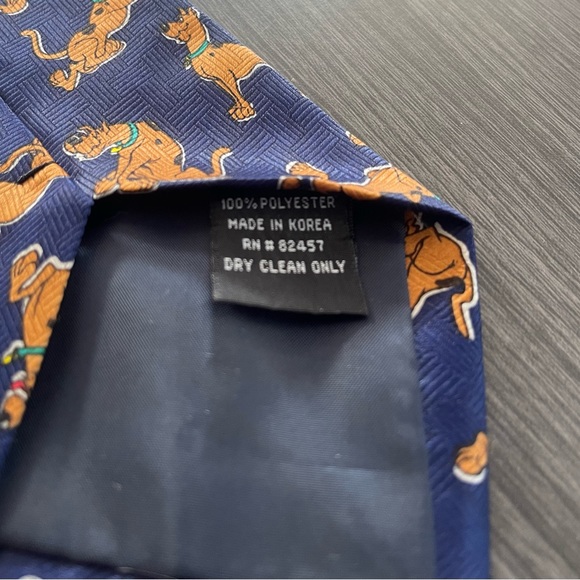 100% POLYESTER
MADE IN KOREA
RN # 82457
DRY CLEAN ONLY